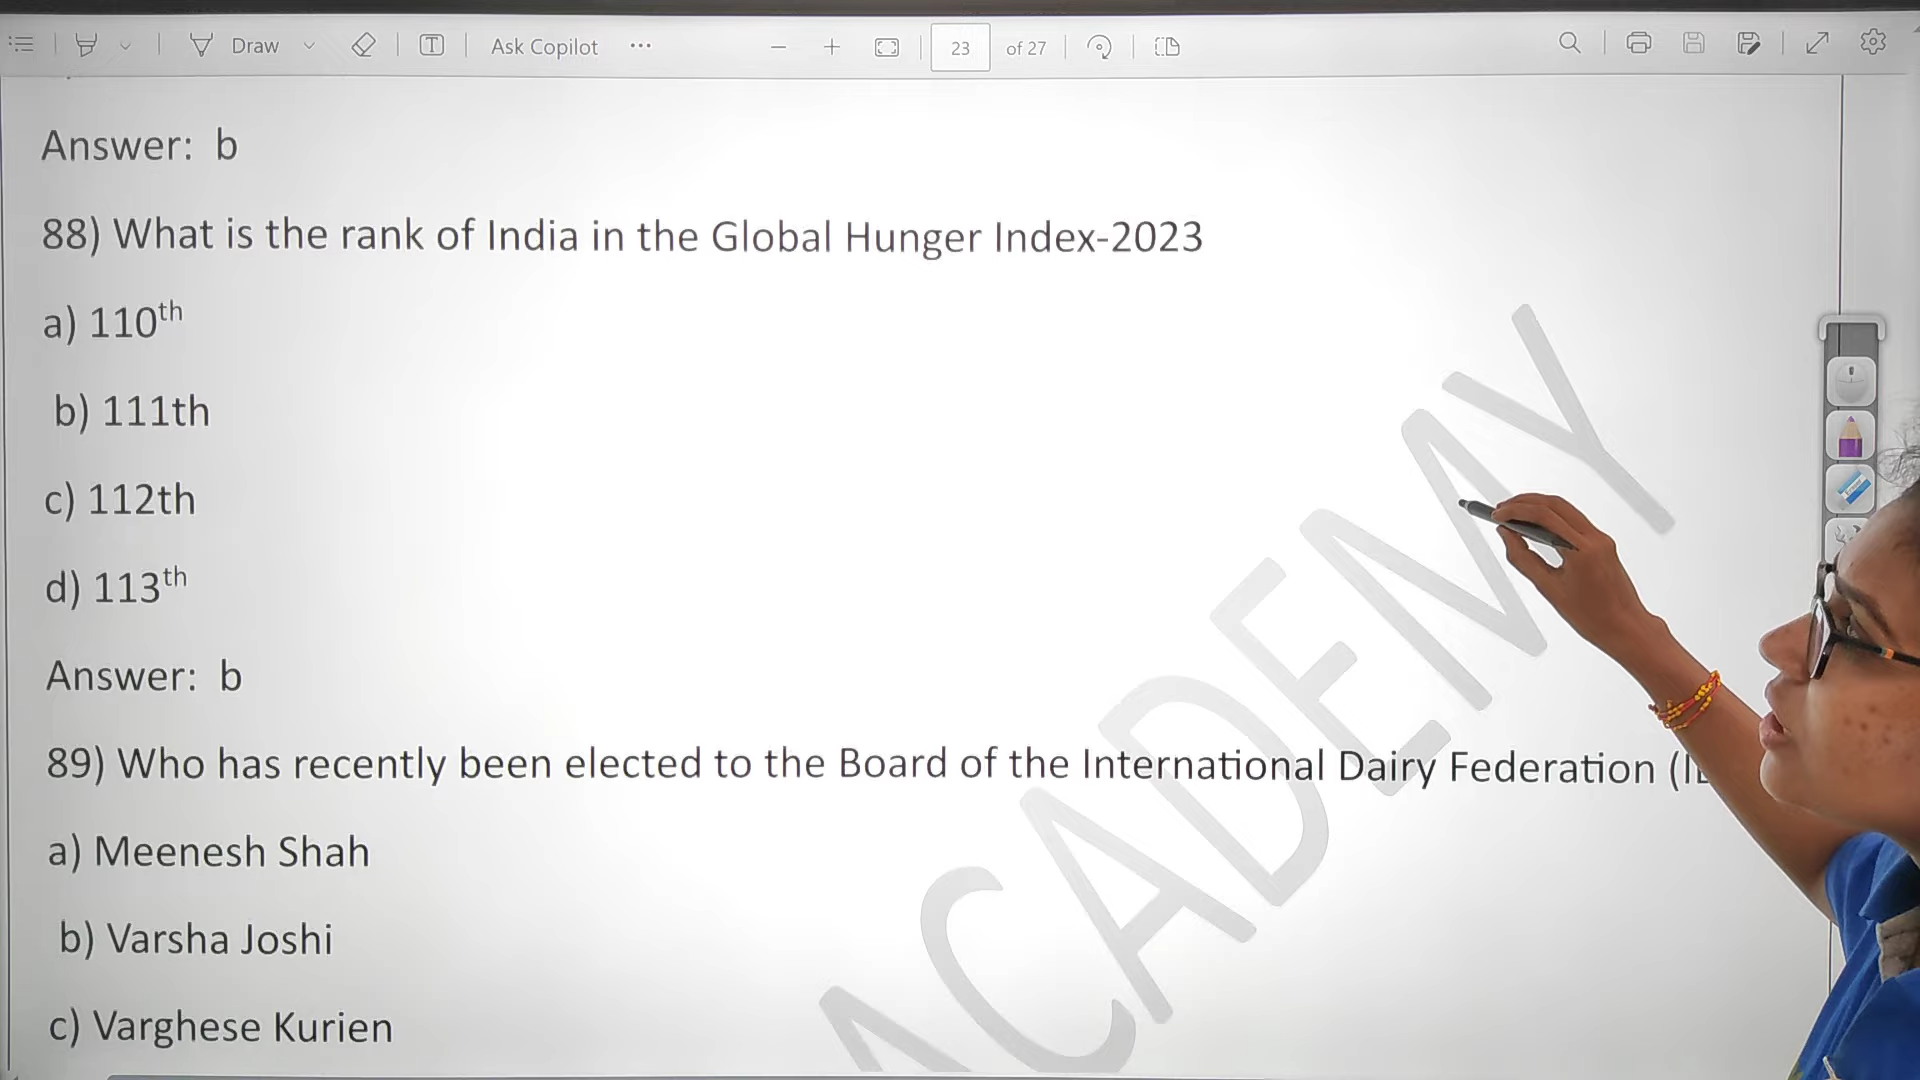 Draw
Ask Copilot
23 of 27
Answer: b
88) What is the rank of India in the Global Hunger Index-2023
a) 110th
b) 111th
c) 112th
d) 113th
Answer: b
89) Who has recently been elected to the Board of the International Dairy Federation
a) Meenesh Shah
b) Varsha Joshi
c) Varghese Kurien
ACADEMY